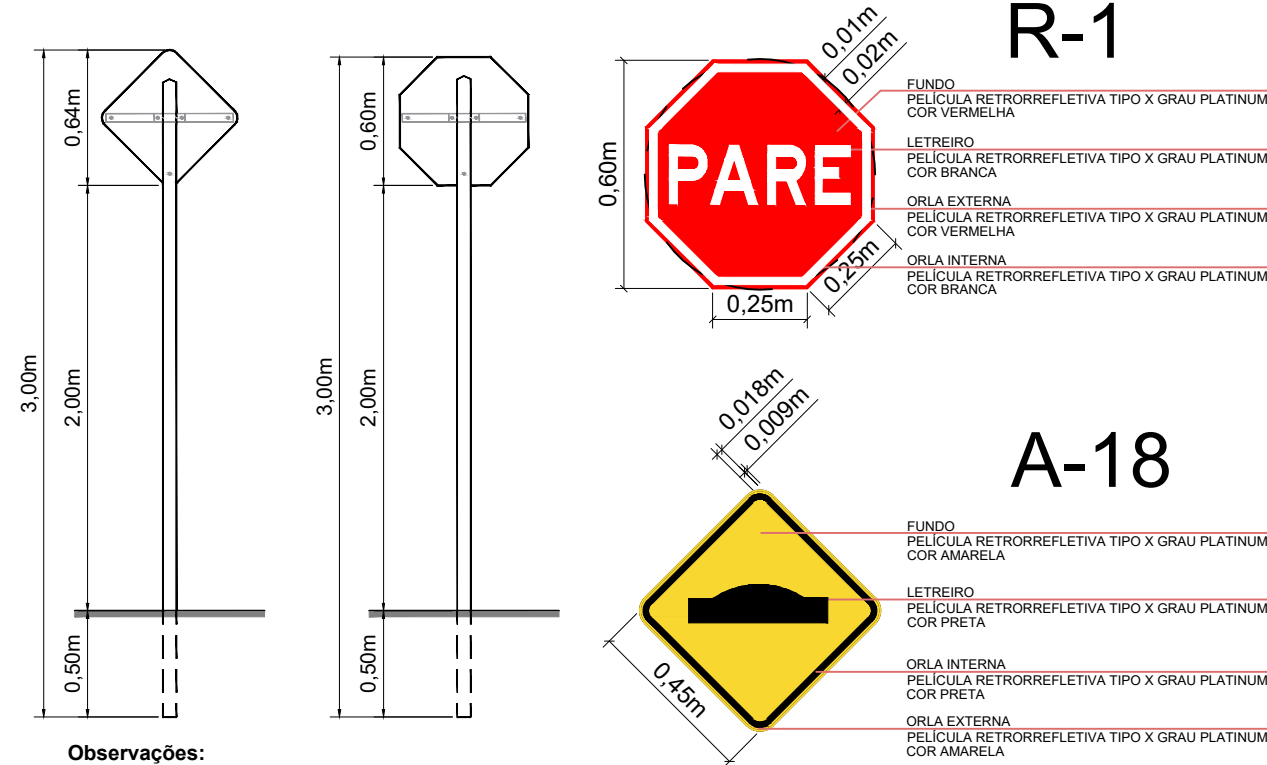 0,64m
3,00m
2,00m
0,50m
0,60m
3,00m
2,00m
0,50m
Observações:
R-1
0,01m
0,02m
0,60m
PARE
0,25m
0,25m
FUNDO
PELÍCULA RETRORREFLETIVA TIPO X GRAU PLATINUM
COR VERMELHA
LETREIRO
PELÍCULA RETRORREFLETIVA TIPO X GRAU PLATINUM
COR BRANCA
ORLA EXTERNA
PELÍCULA RETRORREFLETIVA TIPO X GRAU PLATINUM
COR VERMELHA
ORLA INTERNA
PELÍCULA RETRORREFLETIVA TIPO X GRAU PLATINUM
COR BRANCA
A-18
0,018m
0,009m
0,45m
FUNDO
PELÍCULA RETRORREFLETIVA TIPO X GRAU PLATINUM
COR AMARELA
LETREIRO
PELÍCULA RETRORREFLETIVA TIPO X GRAU PLATINUM
COR PRETA
ORLA INTERNA
PELÍCULA RETRORREFLETIVA TIPO X GRAU PLATINUM
COR PRETA
ORLA EXTERNA
PELÍCULA RETRORREFLETIVA TIPO X GRAU PLATINUM
COR AMARELA